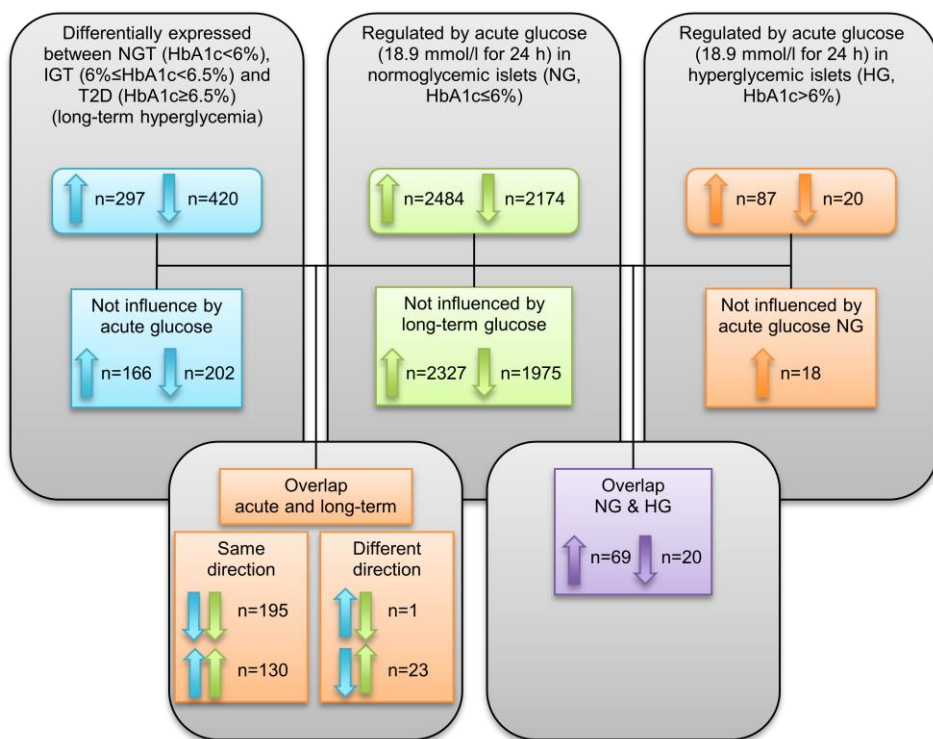 Differentially expressed
between NGT (HbA1c<6%),
IGT (6%≤HbA1c<6.5%) and
T2D (HbA1c≥6.5%)
(long-term hyperglycemia)
Regulated by acute glucose
(18.9 mmo/l for 24 h) in
normoglycemic islets (NG,
HbA1c≤6%)
Regulated by acute glucose
(18.9 mmol/l for 24 h) in
hyperglycemic islets (HG,
HbA1c>6%)
n=297 n=420
n=2484 n=2174
n=87 n=20
Not influence by
acute glucose
n=166 n=202
Not influenced by
long-term glucose
n=2327 n=1975
Not influenced by
acute glucose NG
n=18
Overlap
acute and long-term
Same
direction
n=195
n=130
Different
direction
n=1
n=23
Overlap
NG & HG
n=69 n=20